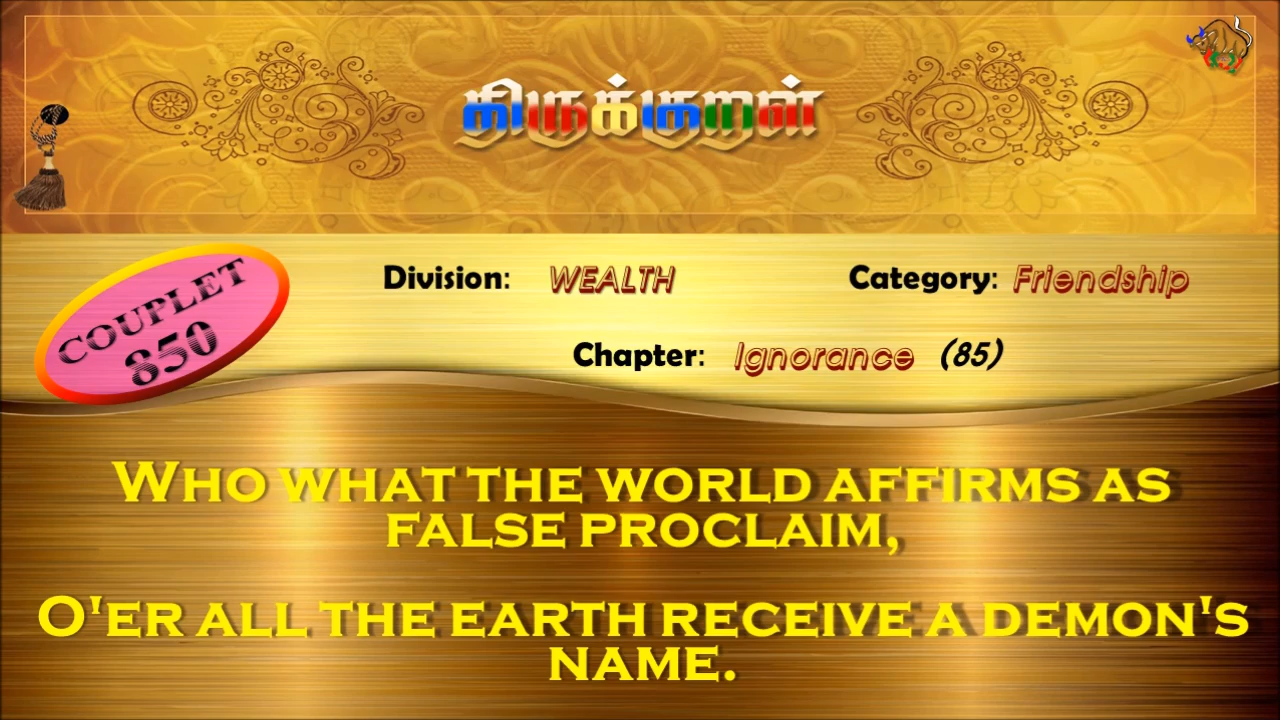 திருக்குறள்
COUPLET
850
Division: WEALTH Category: Friendship
Chapter: Ignorance (85)
WHO WHAT THE WORLD AFFIRMS AS
FALSE PROCLAIM,
O'ER ALL THE EARTH RECEIVE A DEMON'S
NAME.